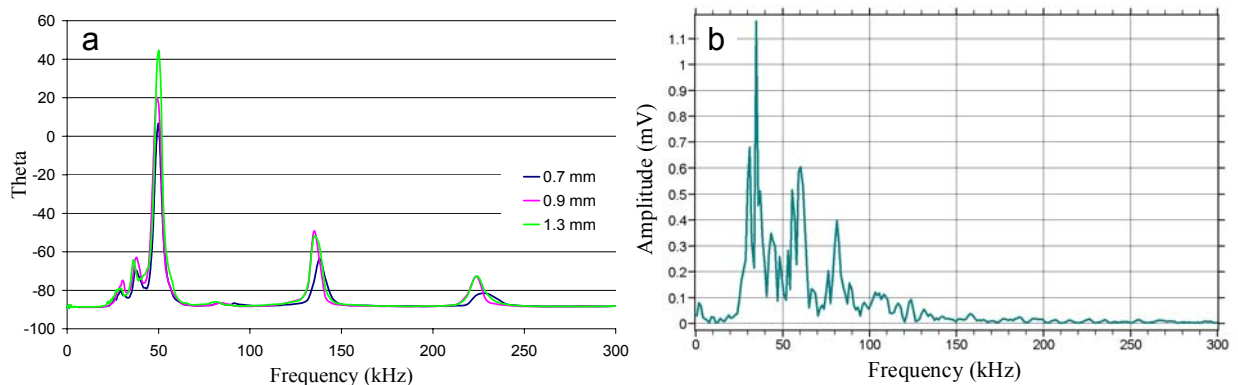 a
60
40
20
0
-20
-40
-60
-80
-100
Theta
0 50 100 150 200 250 300
Frequency (kHz)
0.7 mm
0.9 mm
1.3 mm
b
1.1
1
0.9
0.8
0.7
0.6
0.5
0.4
0.3
0.2
0.1
0
Amplitude (mV)
0 50 100 150 200 250 300
Frequency (kHz)